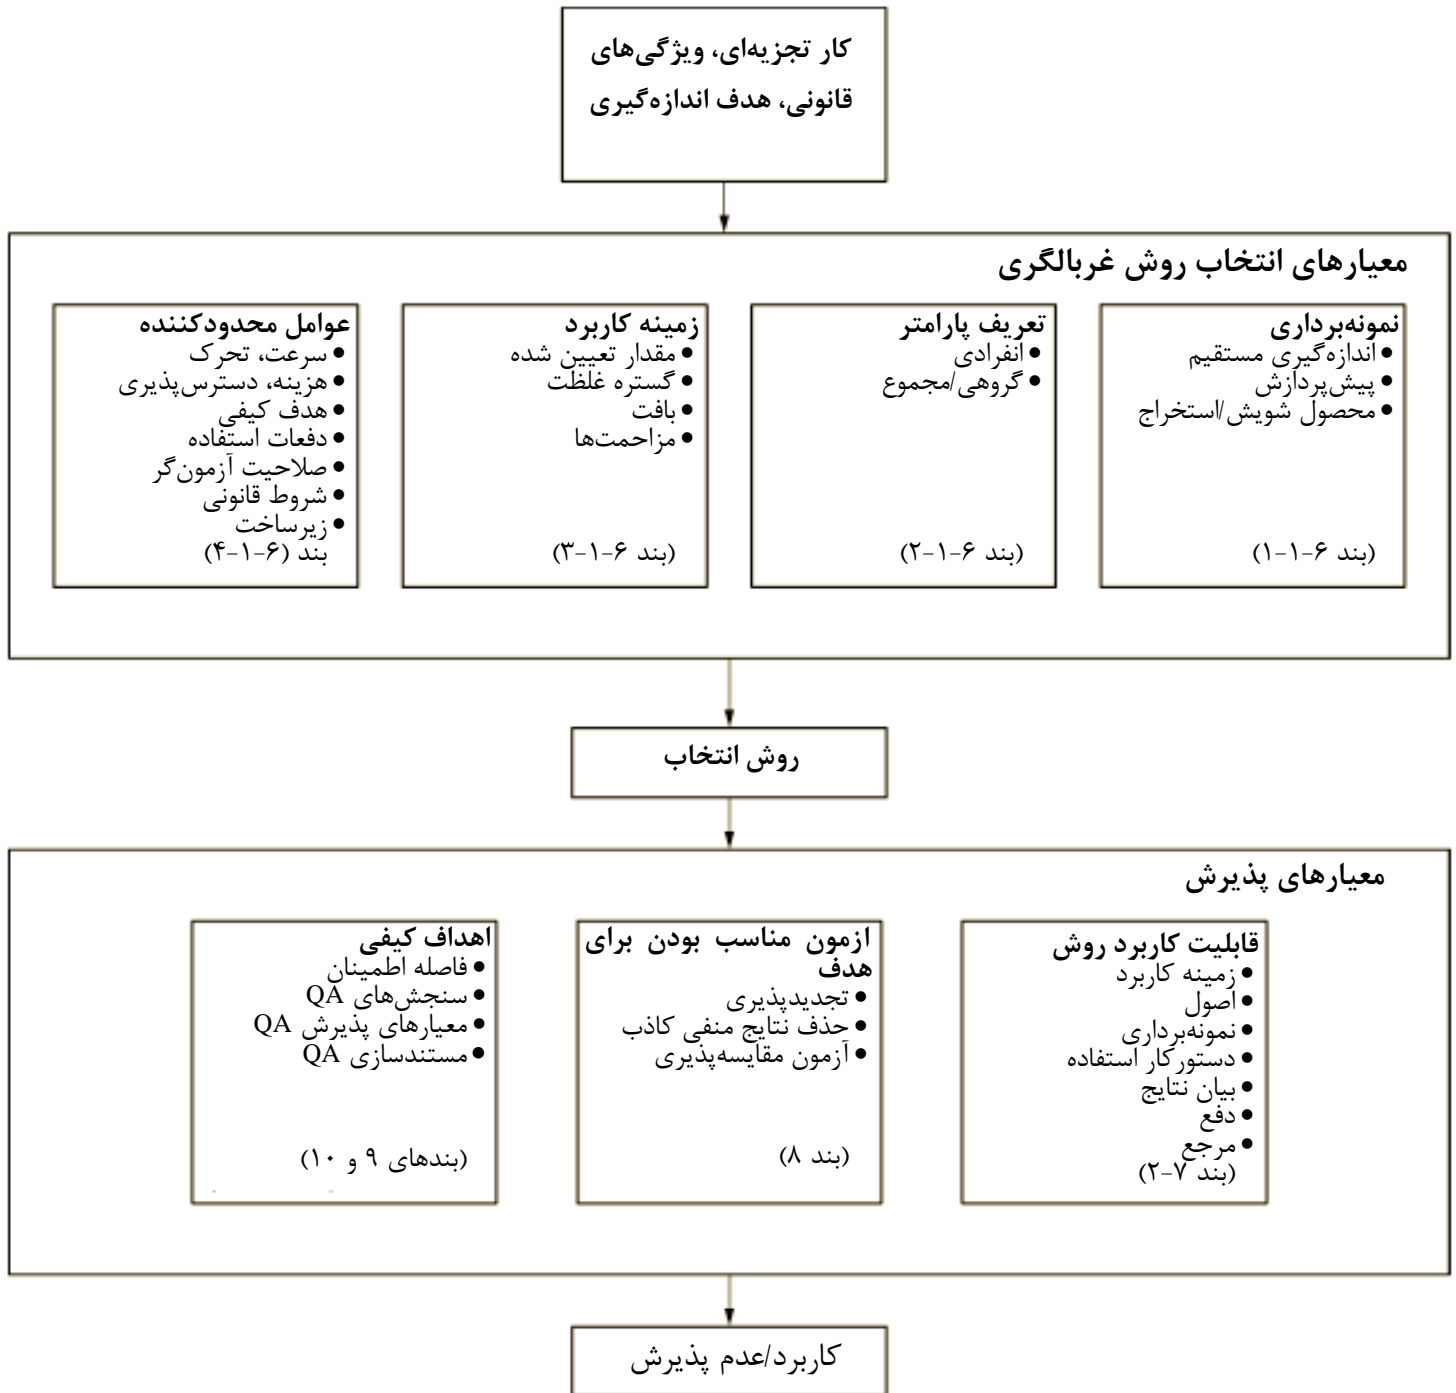 کار تجزیه‌ای، ویژگی‌های
قانونی، هدف اندازه‌گیری
معیارهای انتخاب روش غربالگری
نمونه‌برداری
• اندازه‌گیری مستقیم
• پیش‌پردازش
• محصول شویش/استخراج
(بند ۶-۱-۱)
تعریف پارامتر
• انفرادی
• گروهی/مجموع
(بند ۶-۱-۲)
زمینه کاربرد
• مقدار تعیین شده
• گستره غلظت
• بافت
• مزاحمت‌ها
(بند ۶-۱-۳)
عوامل محدودکننده
• سرعت، تحرک
• هزینه، دسترس‌پذیری
• هدف کیفی
• دفعات استفاده
• صلاحیت آزمون‌گر
• شروط قانونی
• زیرساخت
بند (۶-۱-۴)
روش انتخاب
معیارهای پذیرش
قابلیت کاربرد روش
• زمینه کاربرد
• اصول
• نمونه‌برداری
• دستورکار استفاده
• بیان نتایج
• دفع
• مرجع
(بند ۷-۲)
ازمون مناسب بودن برای
هدف
• تجدیدپذیری
• حذف نتایج منفی کاذب
• آزمون مقایسه‌پذیری
(بند ۸)
اهداف کیفی
• فاصله اطمینان
• سنجش‌های QA
• معیارهای پذیرش QA
• مستندسازی QA
(بندهای ۹ و ۱۰)
کاربرد/عدم پذیرش